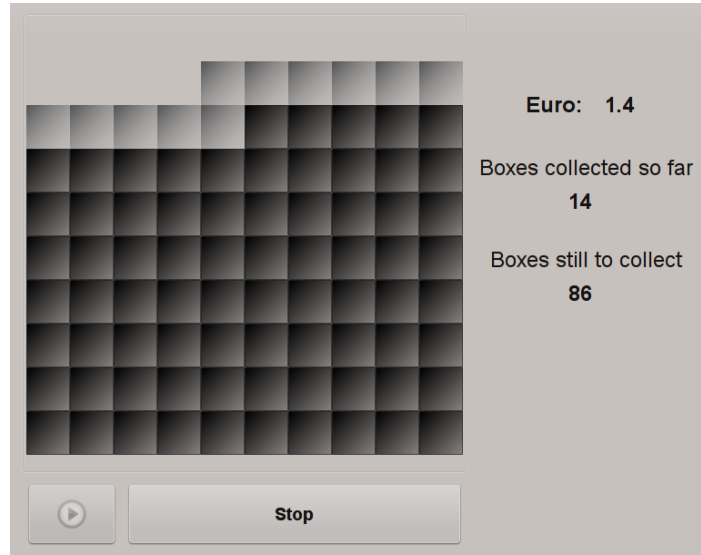 Euro: 1.4
Boxes collected so far
14
Boxes still to collect
86
Stop